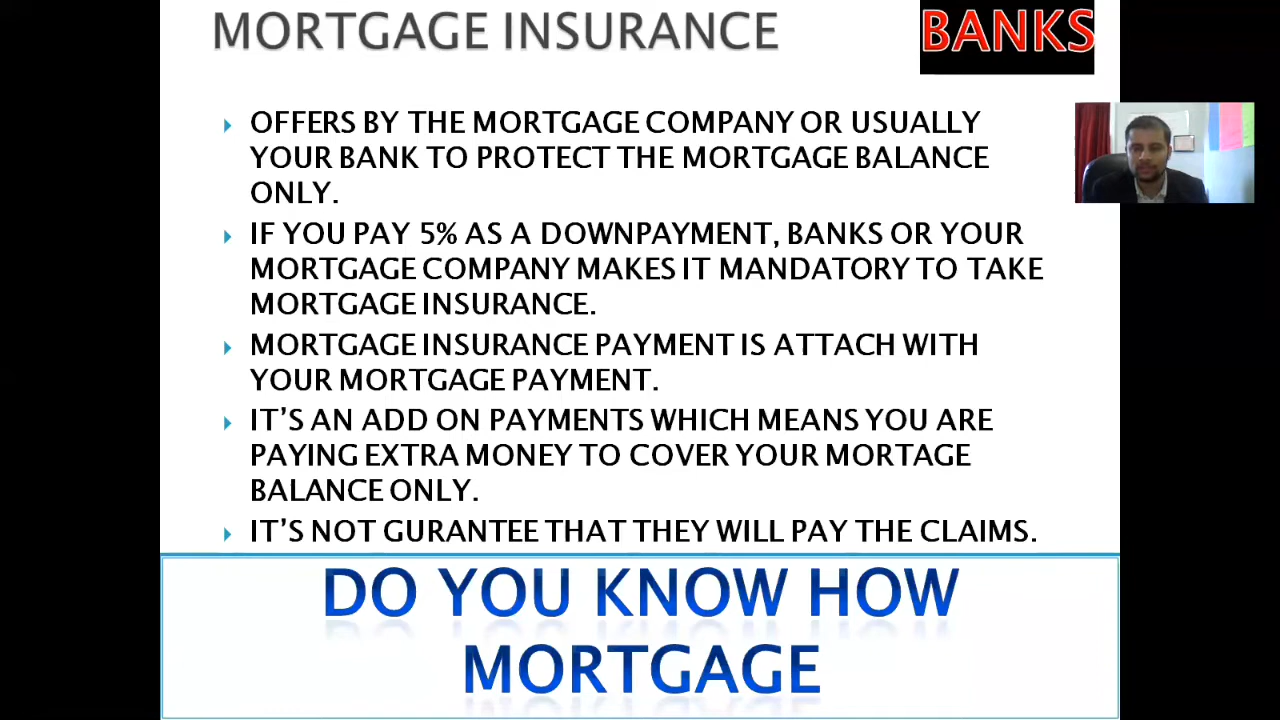 MORTGAGE INSURANCE
BANKS
OFFERS BY THE MORTGAGE COMPANY OR USUALLY
YOUR BANK TO PROTECT THE MORTGAGE BALANCE
ONLY.
IF YOU PAY 5% AS A DOWNPAYMENT, BANKS OR YOUR
MORTGAGE COMPANY MAKES IT MANDATORY TO TAKE
MORTGAGE INSURANCE.
MORTGAGE INSURANCE PAYMENT IS ATTACH WITH
YOUR MORTGAGE PAYMENT.
IT’S AN ADD ON PAYMENTS WHICH MEANS YOU ARE
PAYING EXTRA MONEY TO COVER YOUR MORTAGE
BALANCE ONLY.
IT’S NOT GURANTEE THAT THEY WILL PAY THE CLAIMS.
DO YOU KNOW HOW
MORTGAGE